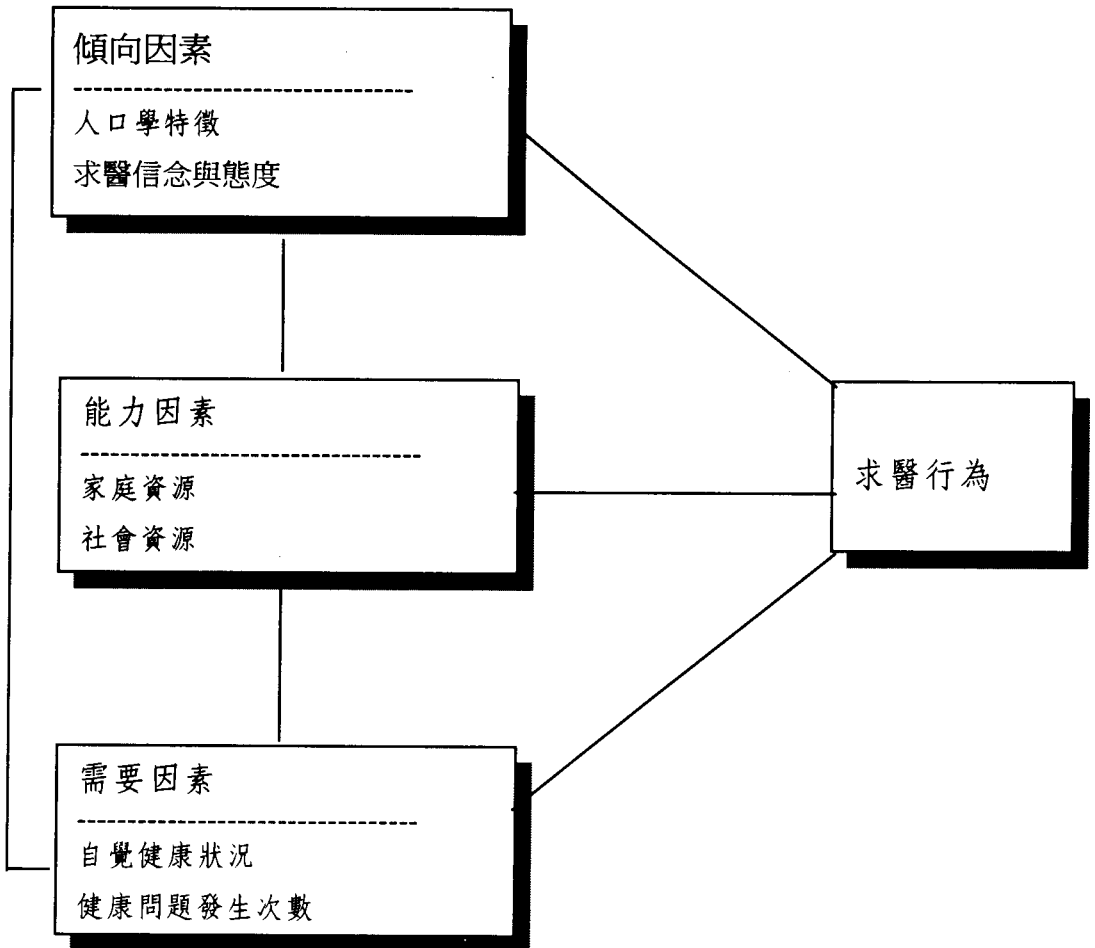 傾向因素
人口學特徵
求醫信念與態度
能力因素
家庭資源
社會資源
求醫行為
需要因素
自覺健康狀況
健康問題發生次數